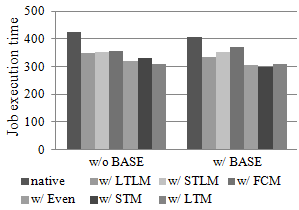 500
400
300
200
100
0
Job execution time
w/o BASE w/ BASE
native w/ LTLM w/ STLM w/ FCM
w/ Even w/ STM w/ LTM